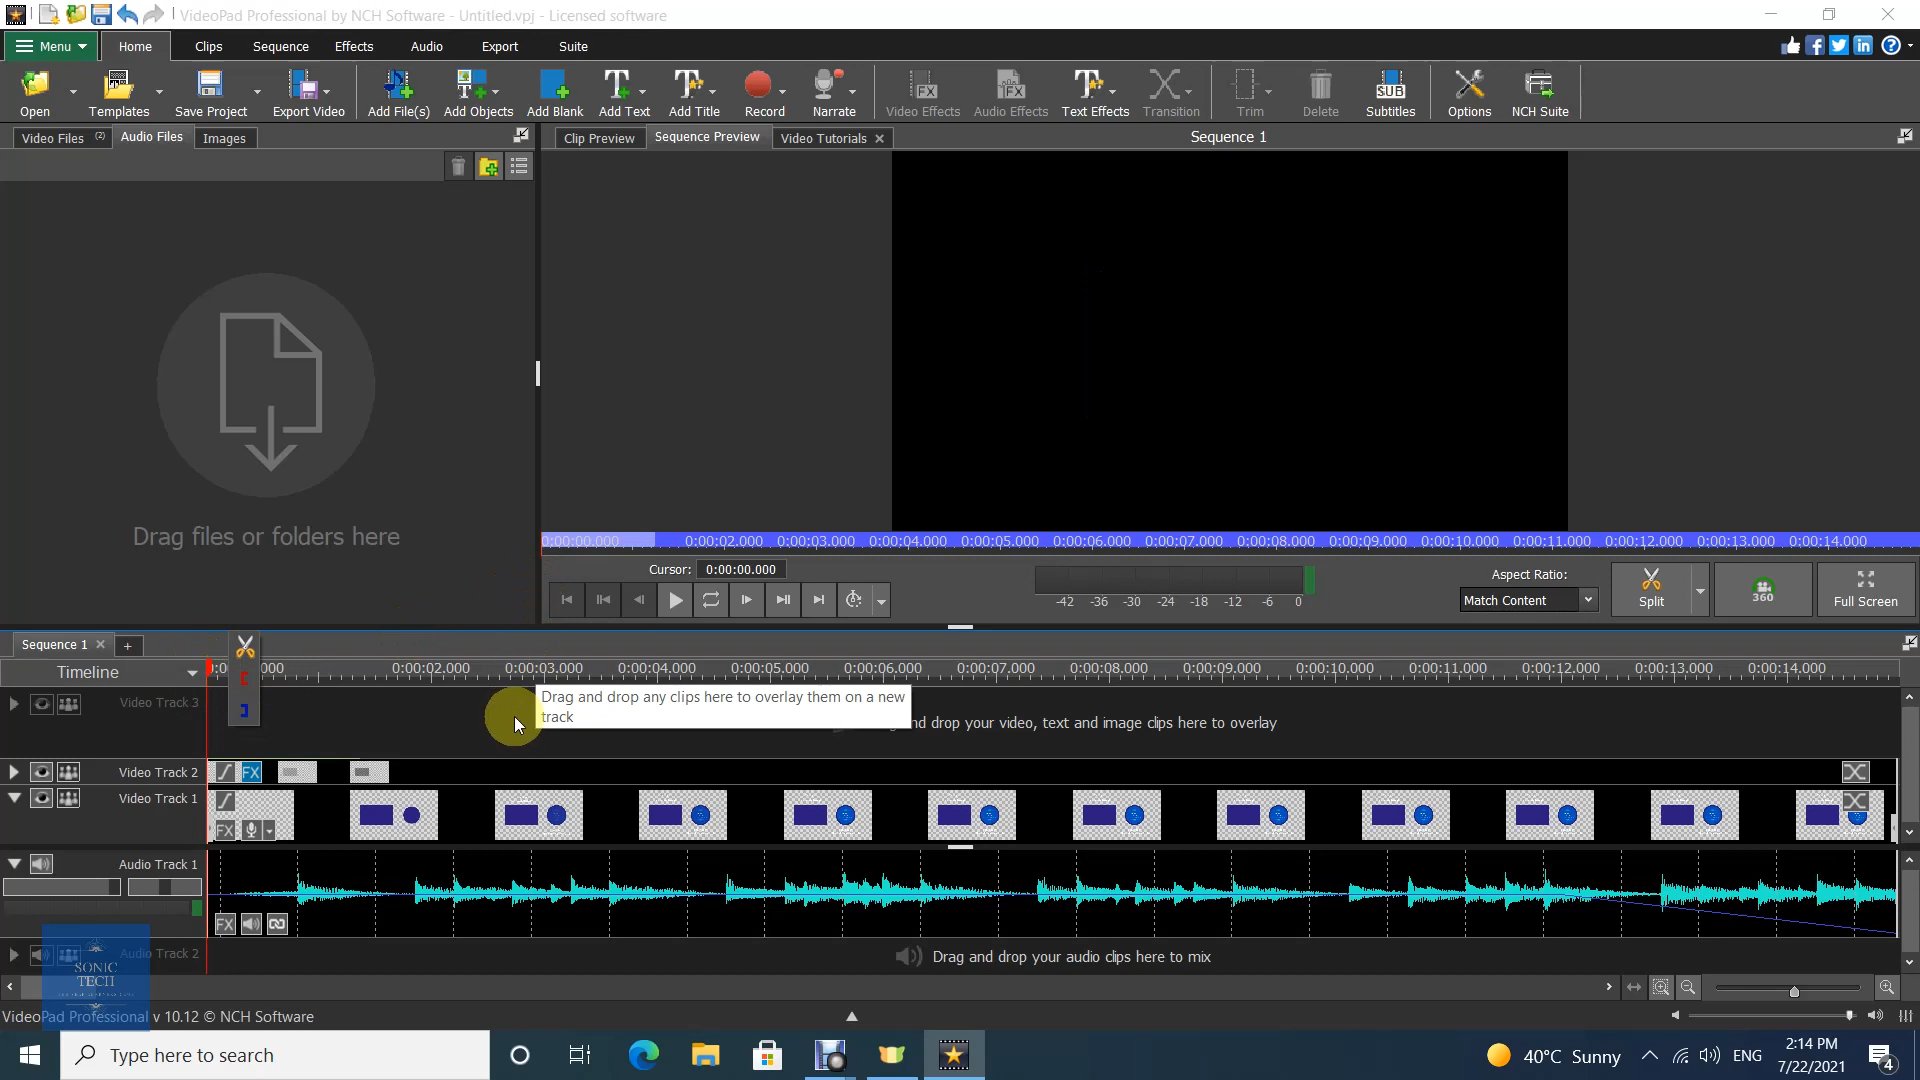 VideoPad Professional by NCH Software - Untitled.vpj - Licensed software
Menu Home Clips Sequence Effects Audio Export Suite
Open Templates Save Project Export Video Add File(s) Add Objects Add Blank Add Text Add Title Record Narrate Video Effects Audio Effects Text Effects Transition Trim Delete Subtitles Options NCH Suite
Video Files (2) Audio Files Images
Clip Preview Sequence Preview Video Tutorials Sequence 1
Drag files or folders here
0:00:00.000 0:00:02.000 0:00:03.000 0:00:04.000 0:00:05.000 0:00:06.000 0:00:07.000 0:00:08.000 0:00:09.000 0:00:10.000 0:00:11.000 0:00:12.000 0:00:13.000 0:00:14.000
Cursor: 0:00:00.000
-42 -36 -30 -24 -18 -12 -6 0
Aspect Ratio:
Match Content
Split
360
Full Screen
Sequence 1
Timeline
0:00:02.000 0:00:03.000 0:00:04.000 0:00:05.000 0:00:06.000 0:00:07.000 0:00:08.000 0:00:09.000 0:00:10.000 0:00:11.000 0:00:12.000 0:00:13.000 0:00:14.000
Video Track 3
Drag and drop any clips here to overlay them on a new
track
nd drop your video, text and image clips here to overlay
Video Track 2
FX
Video Track 1
FX
Audio Track 1
FX
Audio Track 2
Drag and drop your audio clips here to mix
SONIC
TECH
VideoPad Professional v 10.12 © NCH Software
Type here to search
40°C Sunny
ENG
2:14 PM
7/22/2021
4